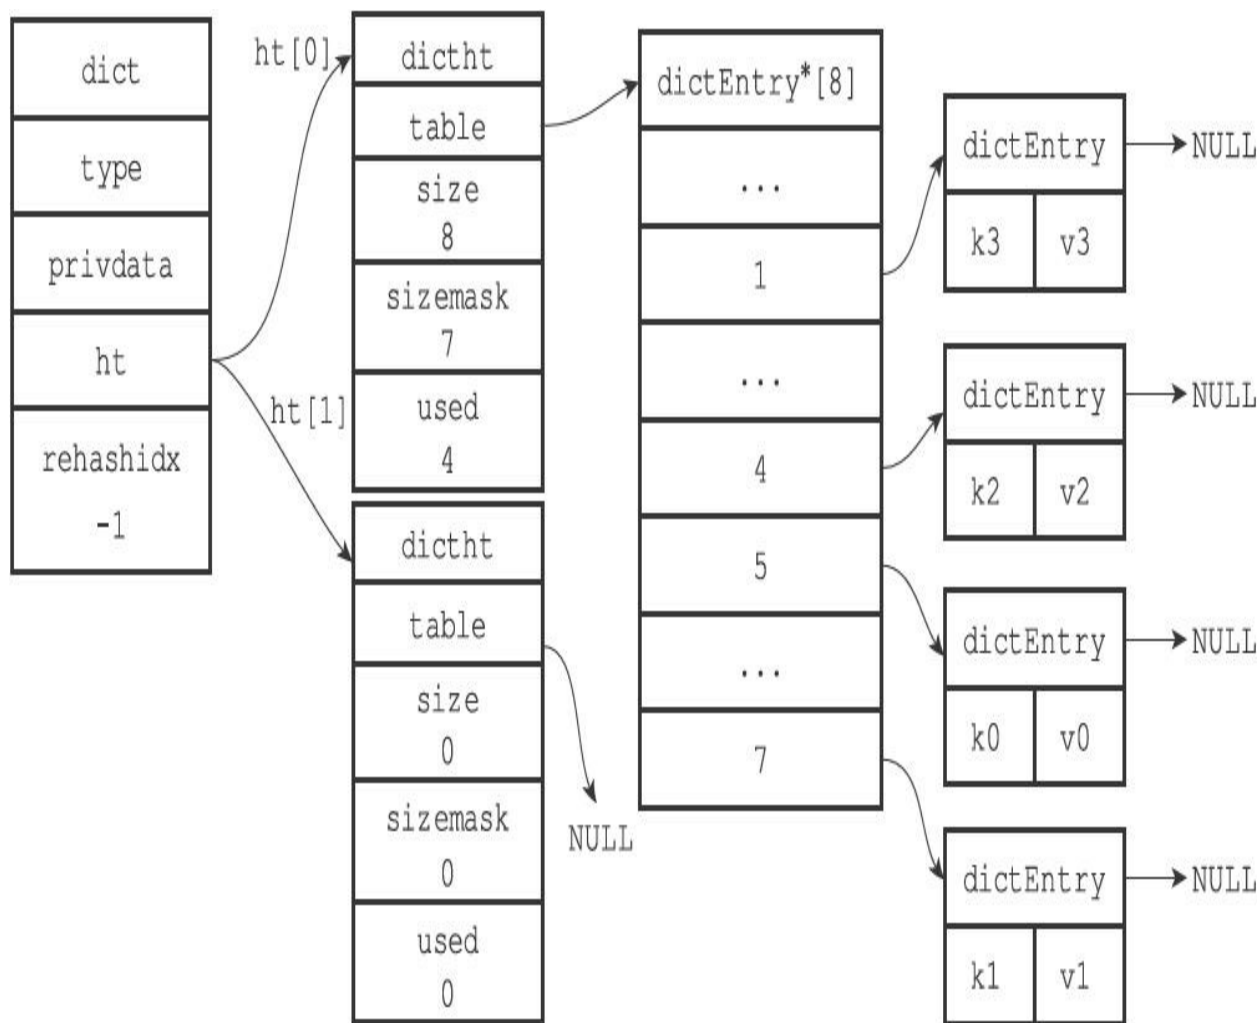 dict
type
privdata
ht
rehashidx
-1
ht[0]
ht[1]
dictht
table
size
8
sizemask
7
used
4
dictht
table
size
0
sizemask
0
used
0
NULL
dictEntry*[8]
...
1
...
4
5
...
7
dictEntry
NULL
k3 v3
dictEntry
NULL
k2 v2
dictEntry
NULL
k0 v0
dictEntry
NULL
k1 v1